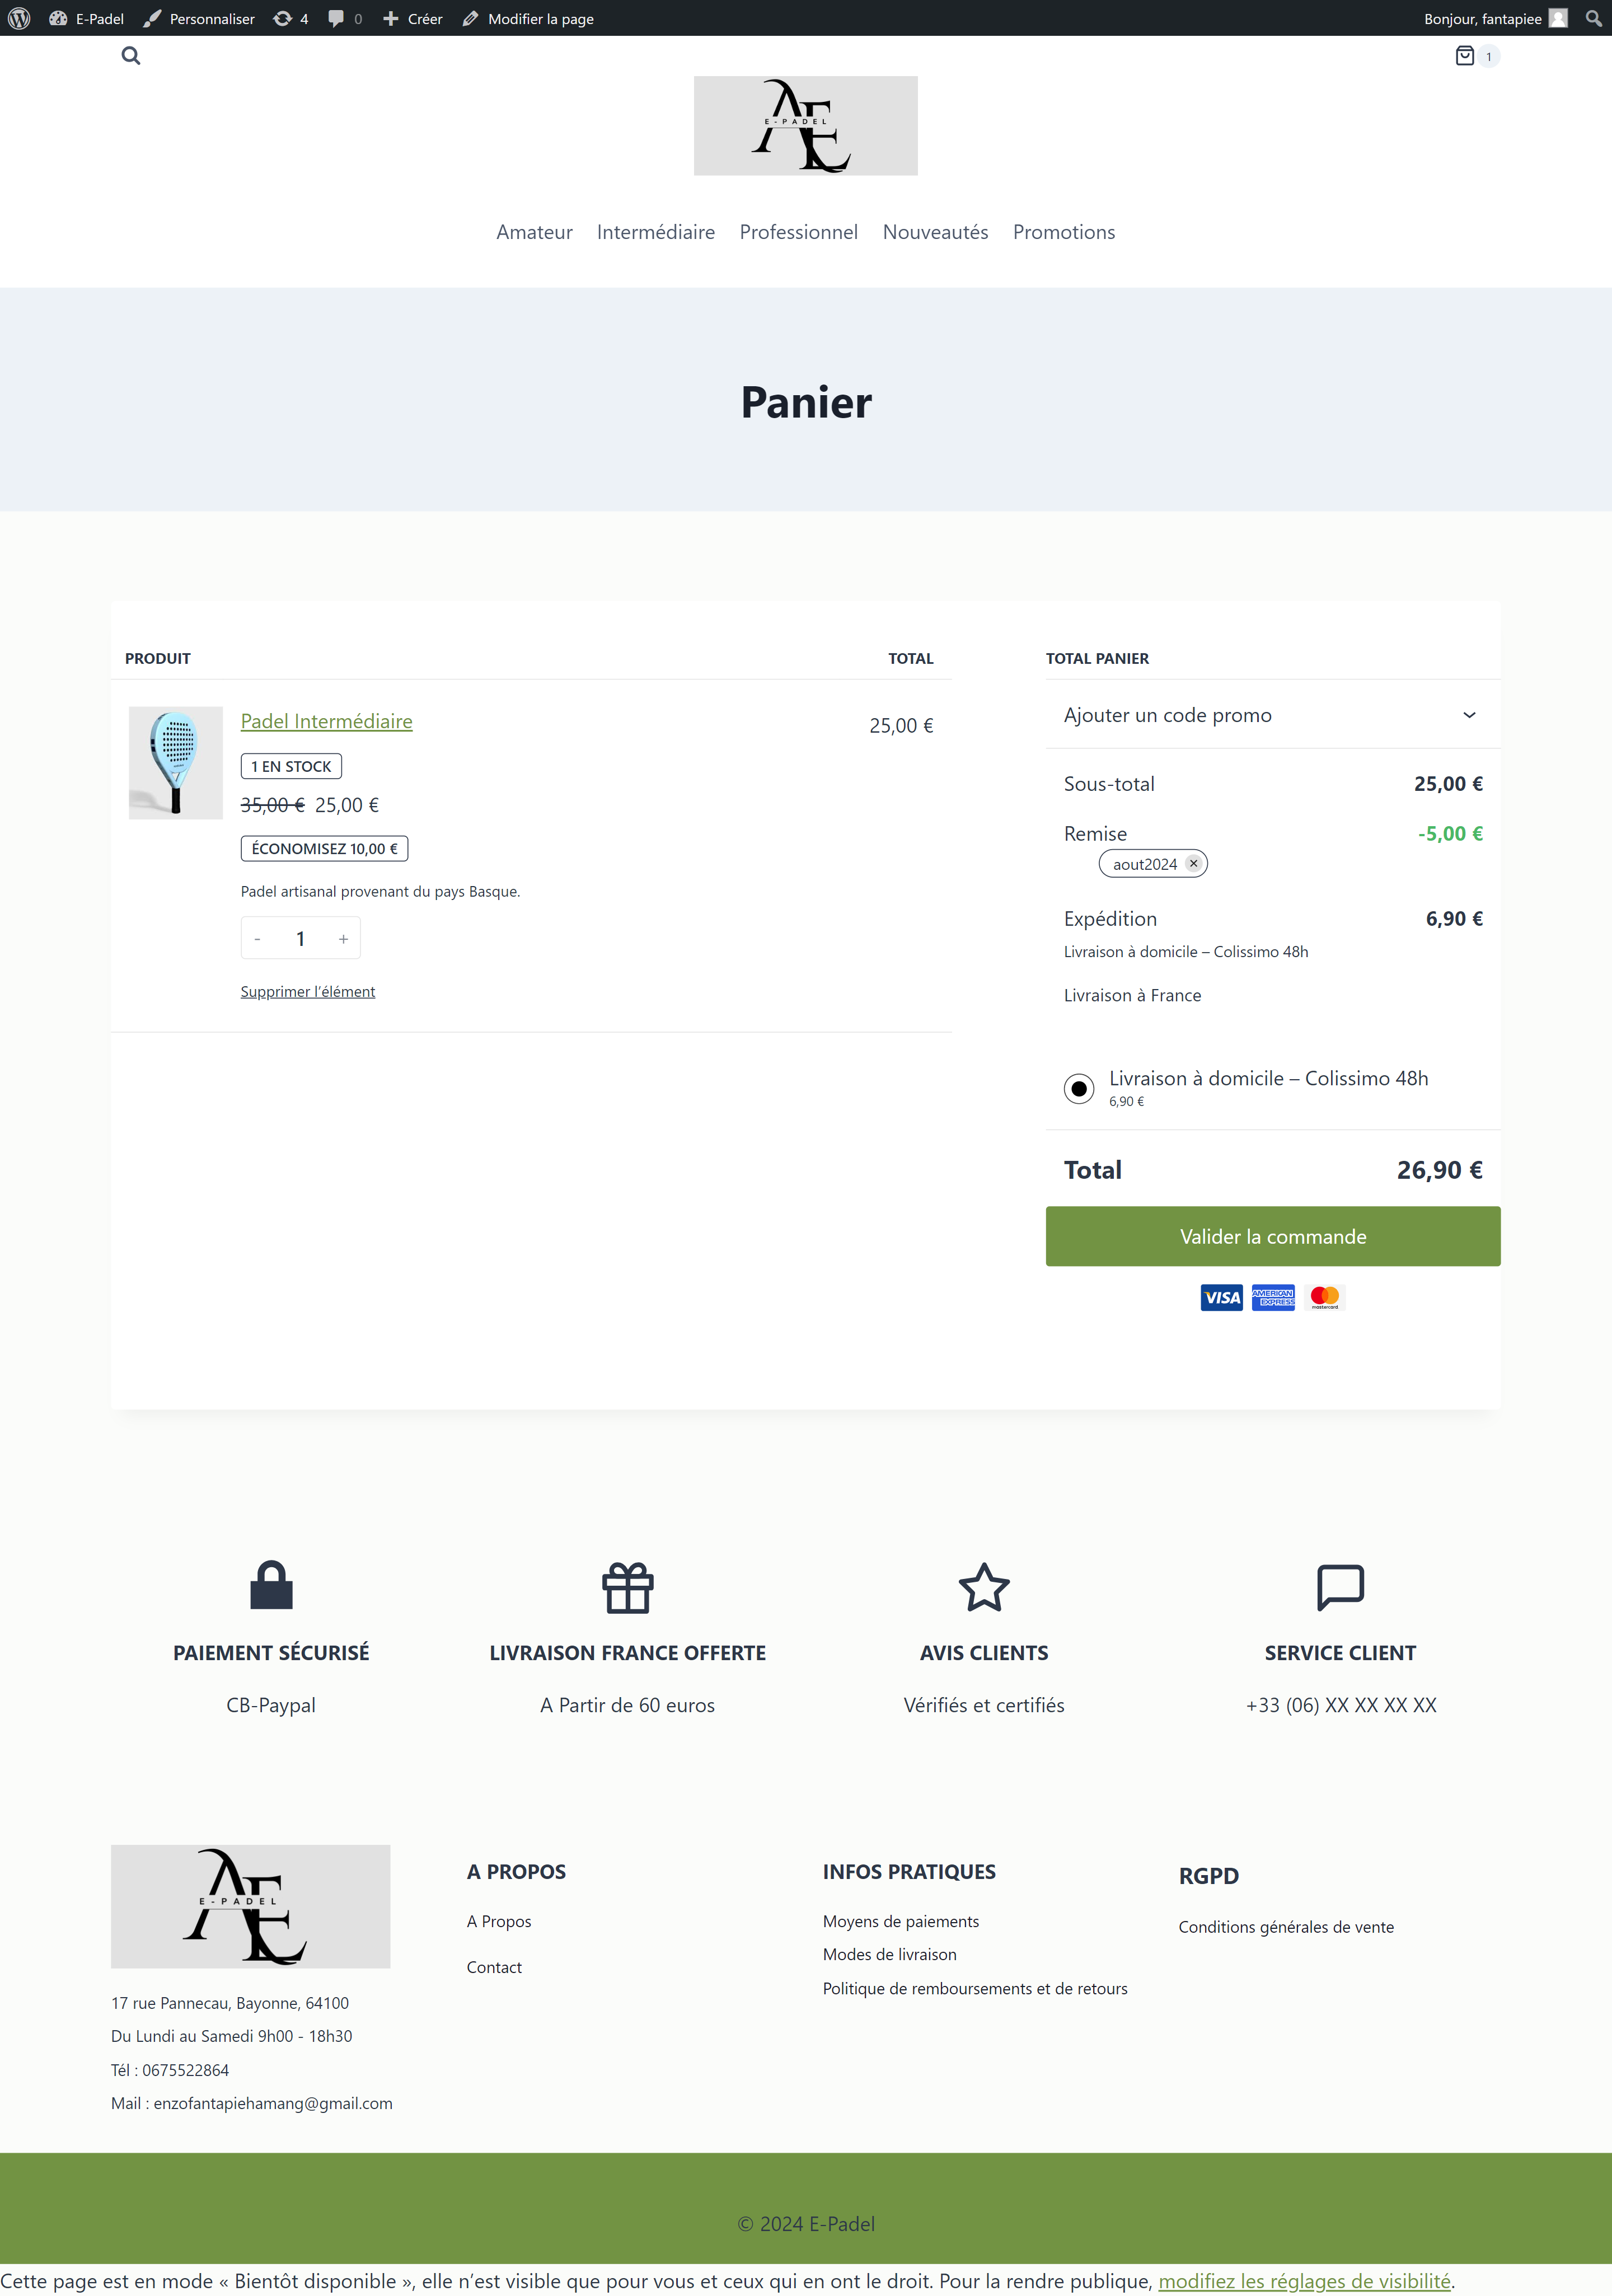 E-Padel Personnaliser 4 0 Créer Modifier la page Bonjour, fantapiee
1
E-PADEL
Amateur Intermédiaire Professionnel Nouveautés Promotions
Panier
PRODUIT TOTAL
Padel Intermédiaire 25,00 €
1 EN STOCK
35,00 € 25,00 €
ÉCONOMISEZ 10,00 €
Padel artisanal provenant du pays Basque.
- 1 +
Supprimer l’élément
TOTAL PANIER
Ajouter un code promo
Sous-total 25,00 €
Remise -5,00 €
aout2024 ✕
Expédition 6,90 €
Livraison à domicile – Colissimo 48h
Livraison à France
Livraison à domicile – Colissimo 48h
6,90 €
Total 26,90 €
Valider la commande
VISA AMERICAN EXPRESS mastercard
PAIEMENT SÉCURISÉ LIVRAISON FRANCE OFFERTE AVIS CLIENTS SERVICE CLIENT
CB-Paypal A Partir de 60 euros Vérifiés et certifiés +33 (06) XX XX XX XX
E-PADEL
17 rue Pannecau, Bayonne, 64100
Du Lundi au Samedi 9h00 - 18h30
Tél : 0675522864
Mail : enzofantapiehamang@gmail.com
A PROPOS
A Propos
Contact
INFOS PRATIQUES
Moyens de paiements
Modes de livraison
Politique de remboursements et de retours
RGPD
Conditions générales de vente
© 2024 E-Padel
Cette page est en mode « Bientôt disponible », elle n’est visible que pour vous et ceux qui en ont le droit. Pour la rendre publique, modifiez les réglages de visibilité.